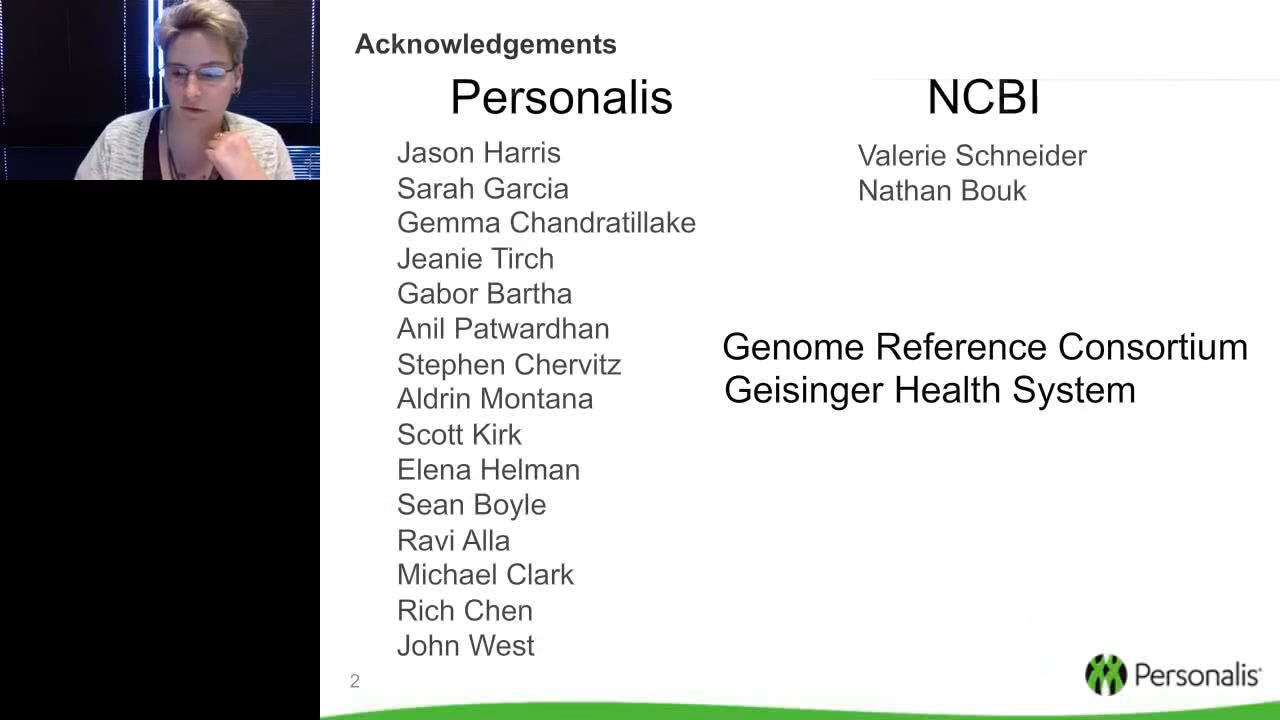 Acknowledgements
Personalis
Jason Harris
Sarah Garcia
Gemma Chandratillake
Jeanie Tirch
Gabor Bartha
Anil Patwardhan
Stephen Chervitz
Aldrin Montana
Scott Kirk
Elena Helman
Sean Boyle
Ravi Alla
Michael Clark
Rich Chen
John West
NCBI
Valerie Schneider
Nathan Bouk
Genome Reference Consortium
Geisinger Health System
2
Personalis